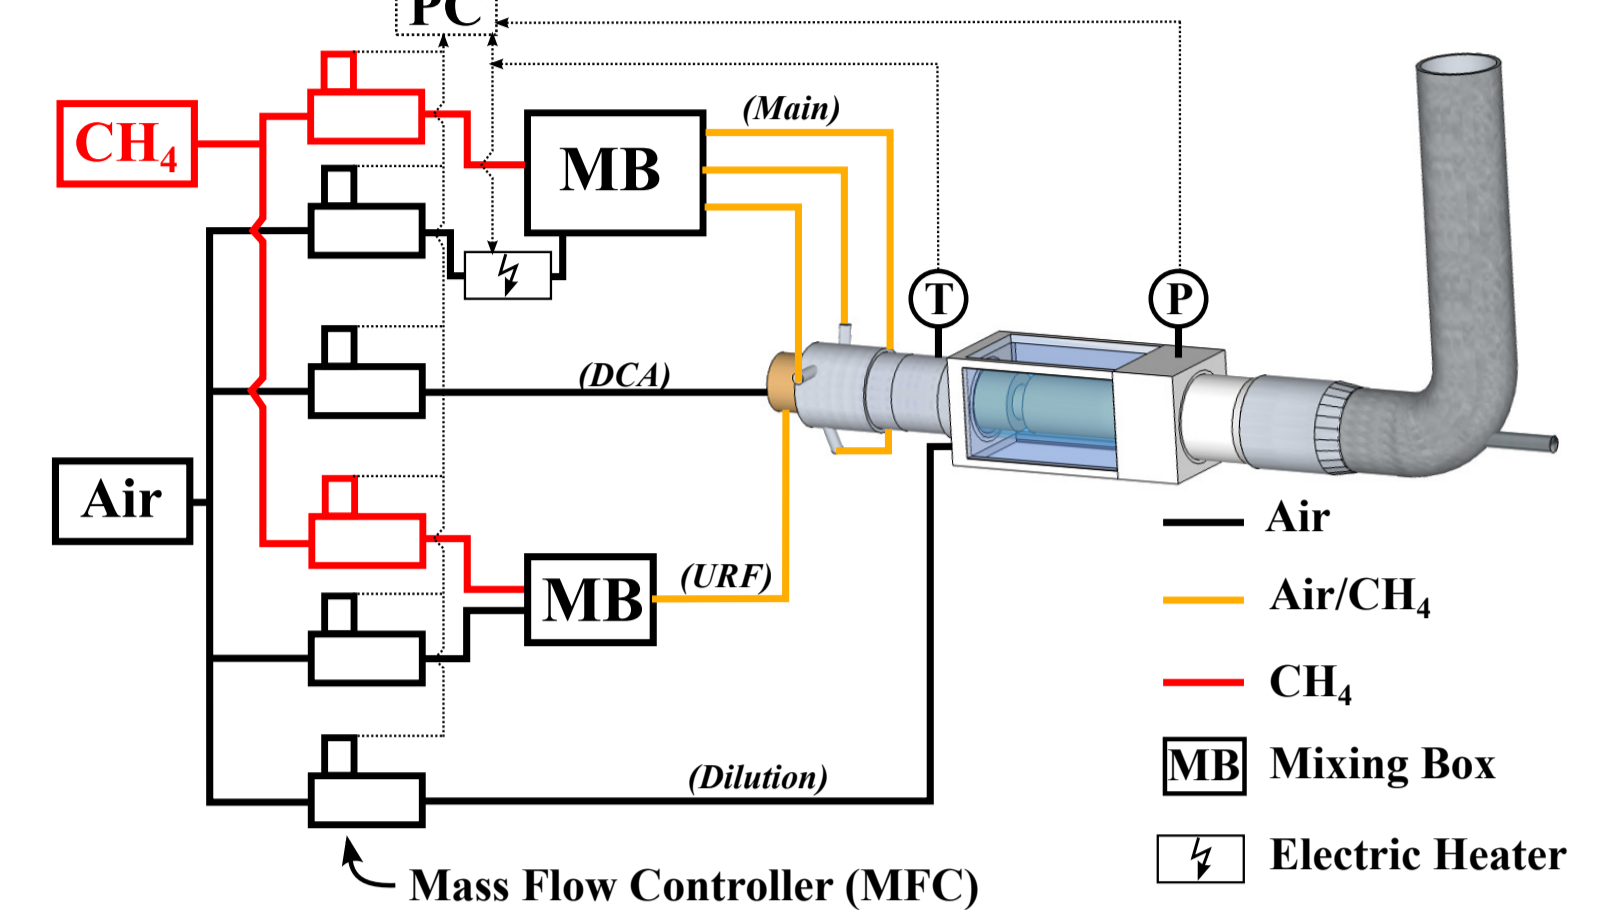 PC
(Main)
CH₄
MB
T
P
(DCA)
Air
(URF)
MB
(Dilution)
Mass Flow Controller (MFC)
Air
Air/CH₄
CH₄
MB Mixing Box
Electric Heater